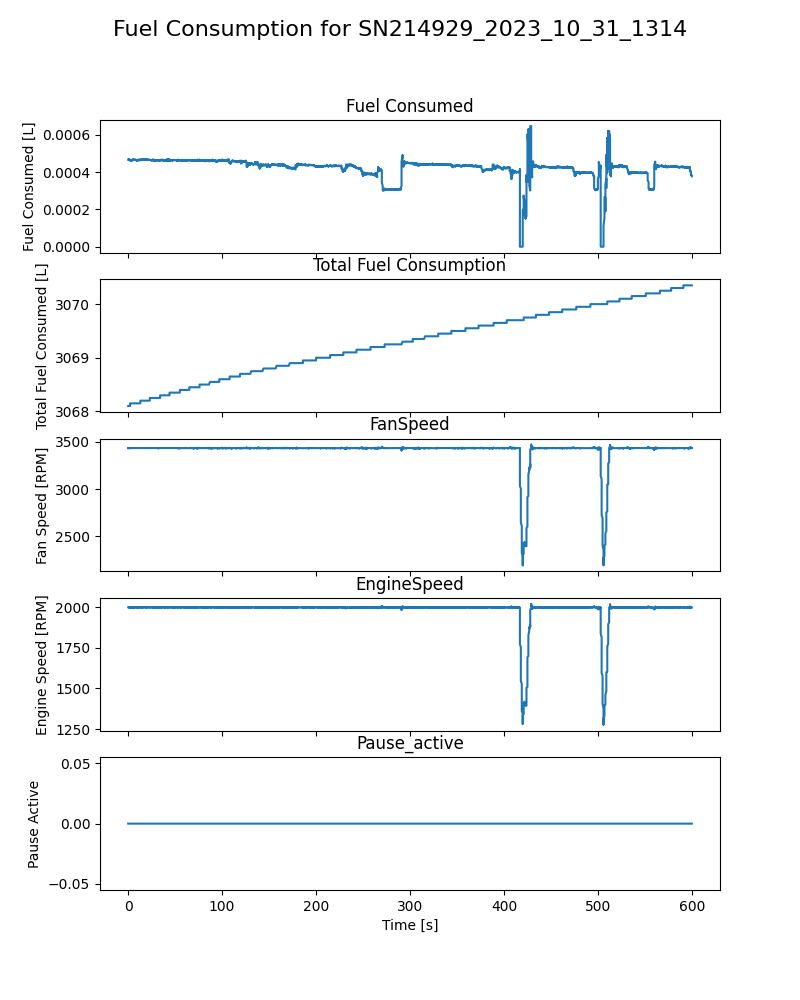 Fuel Consumption for SN214929_2023_10_31_1314
Fuel Consumed
Fuel Consumed [L]
0.0006
0.0004
0.0002
0.0000
Total Fuel Consumption
Total Fuel Consumed [L]
3070
3069
3068
FanSpeed
Fan Speed [RPM]
3500
3000
2500
EngineSpeed
Engine Speed [RPM]
2000
1750
1500
1250
Pause_active
Pause Active
0.05
0.00
−0.05
0 100 200 300 400 500 600
Time [s]